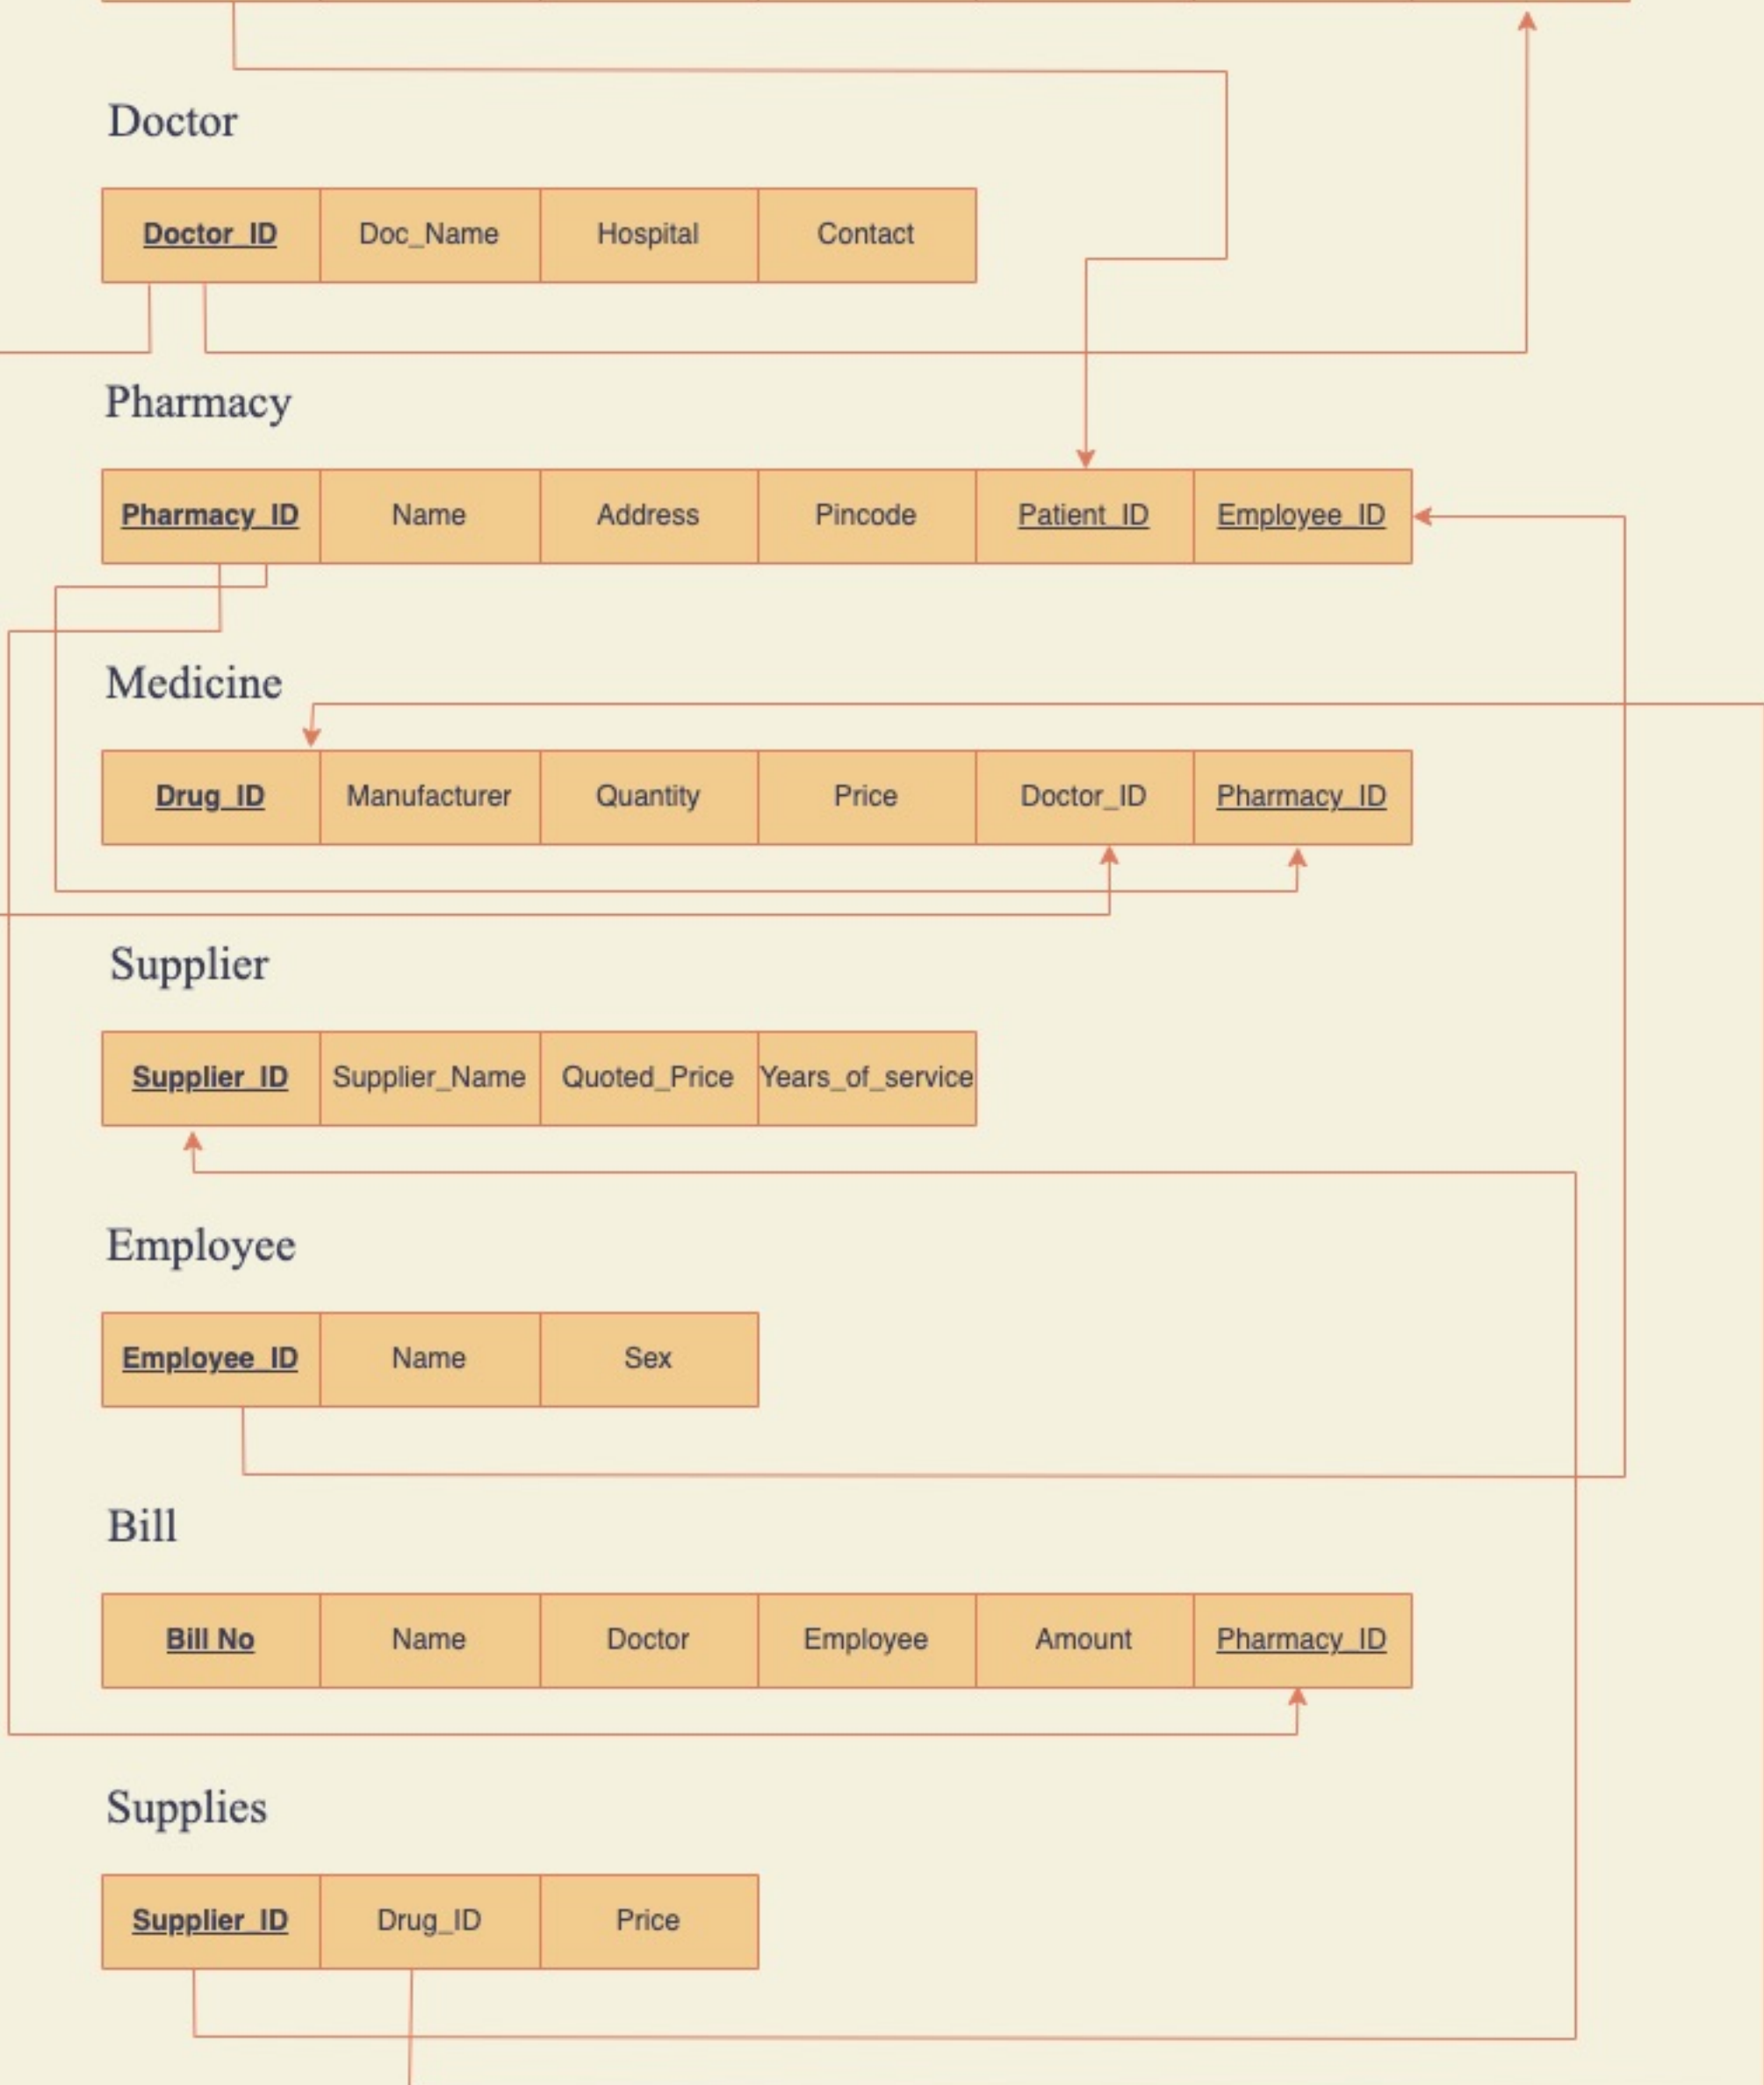 Doctor
Doctor_ID Doc_Name Hospital Contact
Pharmacy
Pharmacy_ID Name Address Pincode Patient_ID Employee_ID
Medicine
Drug_ID Manufacturer Quantity Price Doctor_ID Pharmacy_ID
Supplier
Supplier_ID Supplier_Name Quoted_Price Years_of_service
Employee
Employee_ID Name Sex
Bill
Bill No Name Doctor Employee Amount Pharmacy_ID
Supplies
Supplier_ID Drug_ID Price